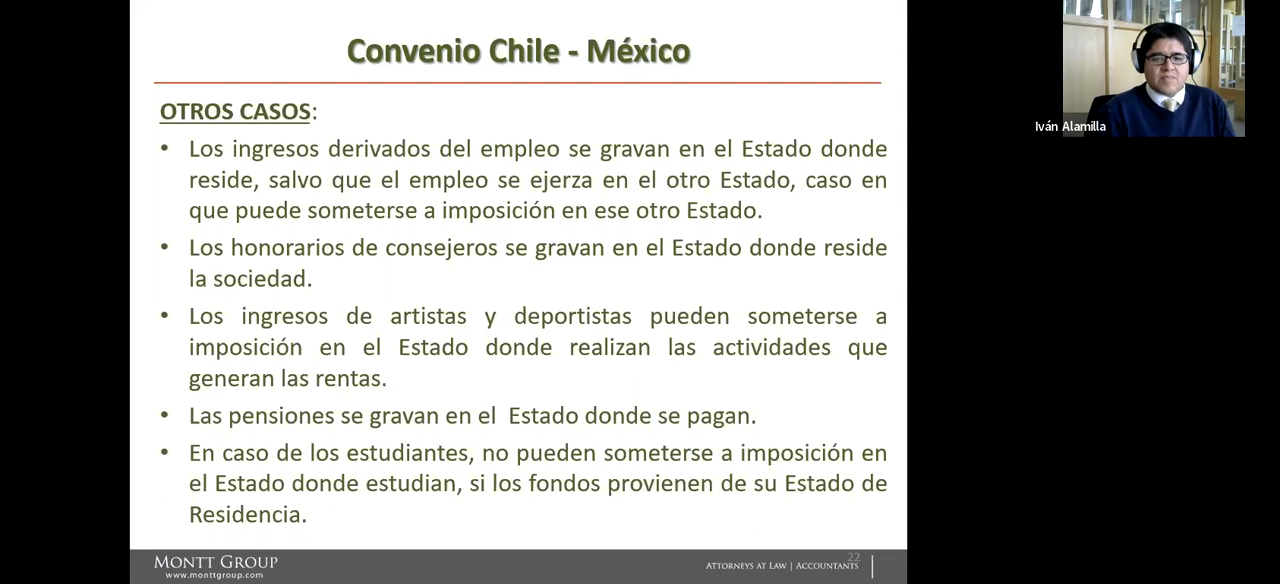 Convenio Chile - México
OTROS CASOS:
• Los ingresos derivados del empleo se gravan en el Estado donde
reside, salvo que el empleo se ejerza en el otro Estado, caso en
que puede someterse a imposición en ese otro Estado.
• Los honorarios de consejeros se gravan en el Estado donde reside
la sociedad.
• Los ingresos de artistas y deportistas pueden someterse a
imposición en el Estado donde realizan las actividades que
generan las rentas.
• Las pensiones se gravan en el Estado donde se pagan.
• En caso de los estudiantes, no pueden someterse a imposición en
el Estado donde estudian, si los fondos provienen de su Estado de
Residencia.
MONTT GROUP
www.monttgroup.com
22
ATTORNEYS AT LAW | ACCOUNTANTS
Iván Alamilla